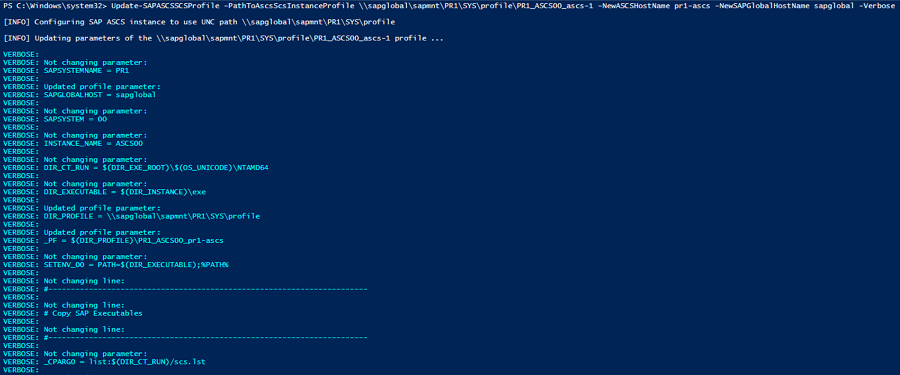 PS C:\Windows\system32> Update-SAPASCSSCSProfile -PathToAscsScsInstanceProfile \\sapglobal\sapmnt\PR1\SYS\profile\PR1_ASCS00_ascs-1 -NewASCSHostName pr1-ascs -NewSAPGlobalHostName sapglobal -Verbose
[INFO] Configuring SAP ASCS instance to use UNC path \\sapglobal\sapmnt\PR1\SYS\profile
[INFO] Updating parameters of the \\sapglobal\sapmnt\PR1\SYS\profile\PR1_ASCS00_ascs-1 profile ...
VERBOSE:
VERBOSE: Not changing parameter:
VERBOSE: SAPSYSTEMNAME = PR1
VERBOSE:
VERBOSE: Updated profile parameter:
VERBOSE: SAPGLOBALHOST = sapglobal
VERBOSE:
VERBOSE: Not changing parameter:
VERBOSE: SAPSYSTEM = 00
VERBOSE:
VERBOSE: Not changing parameter:
VERBOSE: INSTANCE_NAME = ASCS00
VERBOSE:
VERBOSE: Not changing parameter:
VERBOSE: DIR_CT_RUN = $(DIR_EXE_ROOT)\$(OS_UNICODE)\NTAMD64
VERBOSE:
VERBOSE: Not changing parameter:
VERBOSE: DIR_EXECUTABLE = $(DIR_INSTANCE)\exe
VERBOSE:
VERBOSE: Updated profile parameter:
VERBOSE: DIR_PROFILE = \\sapglobal\sapmnt\PR1\SYS\profile
VERBOSE:
VERBOSE: Updated profile parameter:
VERBOSE: _PF = $(DIR_PROFILE)\PR1_ASCS00_pr1-ascs
VERBOSE:
VERBOSE: Not changing parameter:
VERBOSE: SETENV_00 = PATH=$(DIR_EXECUTABLE);%PATH%
VERBOSE:
VERBOSE: Not changing line:
VERBOSE: #-----------------------------------------------------------------------
VERBOSE:
VERBOSE: Not changing line:
VERBOSE: # Copy SAP Executables
VERBOSE:
VERBOSE: Not changing line:
VERBOSE: #-----------------------------------------------------------------------
VERBOSE:
VERBOSE: Not changing parameter:
VERBOSE: _CPARG0 = list:$(DIR_CT_RUN)/scs.lst
VERBOSE: